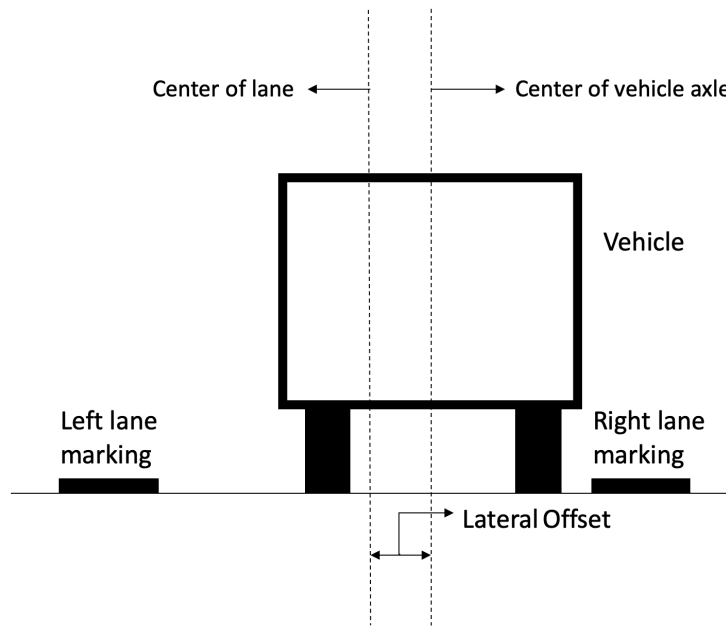 Center of lane
Center of vehicle axle
Vehicle
Left lane
marking
Right lane
marking
Lateral Offset